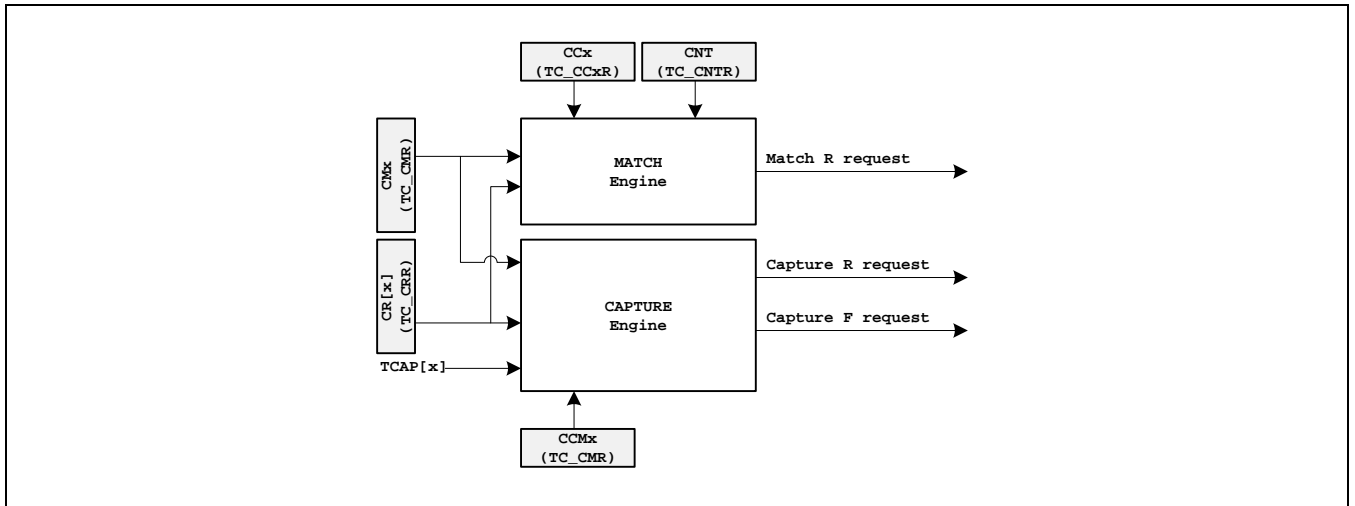 CCx
(TC_CCxR)
CNT
(TC_CNTR)
CMx
(TC_CMR)
MATCH
Engine
Match R request
CR[x]
(TC_CRR)
CAPTURE
Engine
Capture R request
Capture F request
TCAP[x]
CCMx
(TC_CMR)